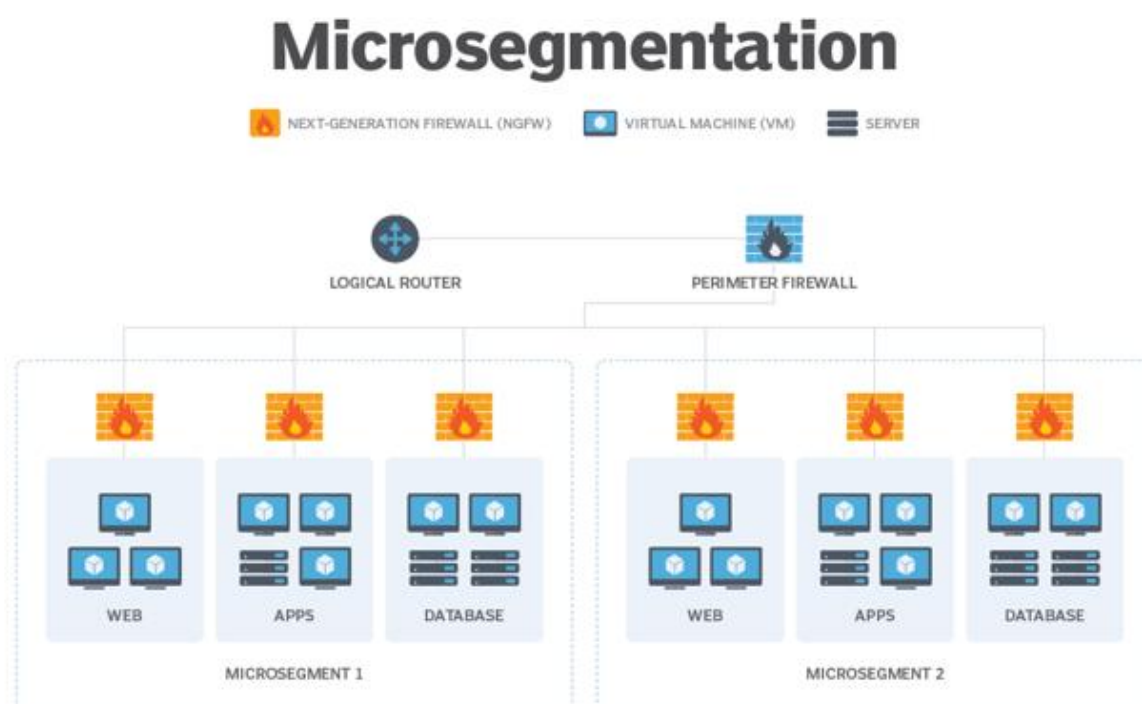 Microsegmentation
NEXT-GENERATION FIREWALL (NGFW) VIRTUAL MACHINE (VM) SERVER
LOGICAL ROUTER PERIMETER FIREWALL
WEB APPS DATABASE WEB APPS DATABASE
MICROSEGMENT 1 MICROSEGMENT 2